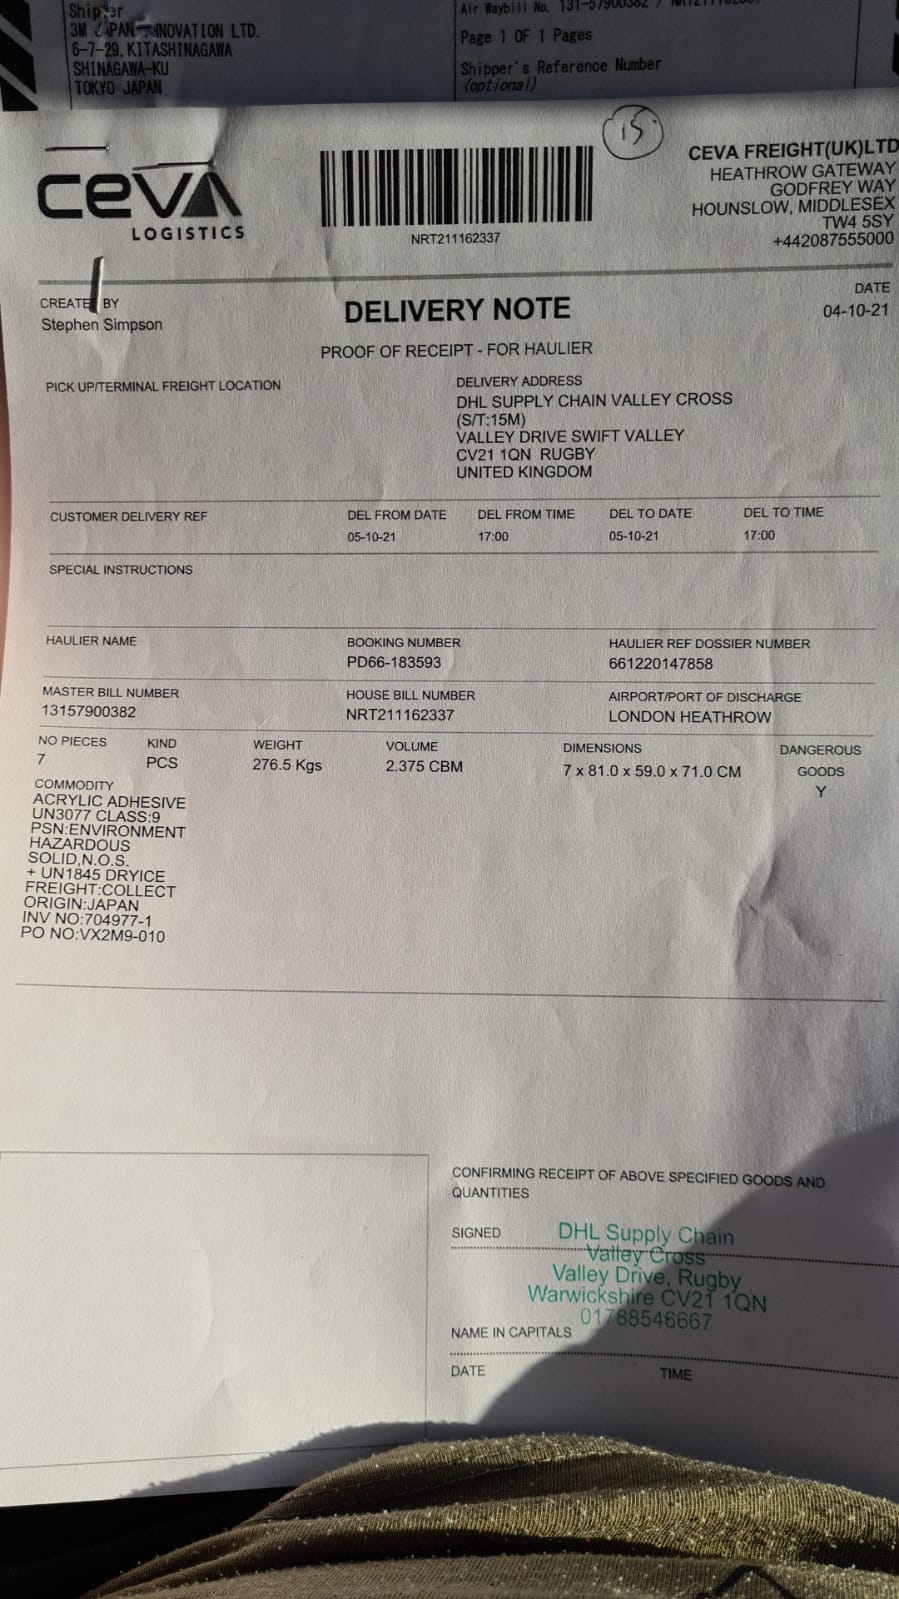 Shipper
3M JAPAN INNOVATION LTD.
6-7-29, KITASHINAGAWA
SHINAGAWA-KU
TOKYO JAPAN
Air Waybill No. 131-57900382 /
Page 1 OF 1 Pages
Shipper's Reference Number
(optional)
15
ceva
LOGISTICS
NRT211162337
CEVA FREIGHT(UK)LTD
HEATHROW GATEWAY
GODFREY WAY
HOUNSLOW, MIDDLESEX
TW4 5SY
+442087555000
CREATED BY
Stephen Simpson
DELIVERY NOTE
DATE
04-10-21
PROOF OF RECEIPT - FOR HAULIER
PICK UP/TERMINAL FREIGHT LOCATION
DELIVERY ADDRESS
DHL SUPPLY CHAIN VALLEY CROSS
(S/T:15M)
VALLEY DRIVE SWIFT VALLEY
CV21 1QN RUGBY
UNITED KINGDOM
CUSTOMER DELIVERY REF DEL FROM DATE DEL FROM TIME DEL TO DATE DEL TO TIME
05-10-21 17:00 05-10-21 17:00
SPECIAL INSTRUCTIONS
HAULIER NAME BOOKING NUMBER HAULIER REF DOSSIER NUMBER
PD66-183593 661220147858
MASTER BILL NUMBER HOUSE BILL NUMBER AIRPORT/PORT OF DISCHARGE
13157900382 NRT211162337 LONDON HEATHROW
NO PIECES KIND WEIGHT VOLUME DIMENSIONS DANGEROUS GOODS
7 PCS 276.5 Kgs 2.375 CBM 7 x 81.0 x 59.0 x 71.0 CM Y
COMMODITY
ACRYLIC ADHESIVE
UN3077 CLASS:9
PSN:ENVIRONMENT
HAZARDOUS
SOLID,N.O.S.
+ UN1845 DRYICE
FREIGHT:COLLECT
ORIGIN:JAPAN
INV NO:704977-1
PO NO:VX2M9-010
CONFIRMING RECEIPT OF ABOVE SPECIFIED GOODS AND
QUANTITIES
SIGNED
DHL Supply Chain
Valley Cross
Valley Drive, Rugby
Warwickshire CV21 1QN
01788546667
NAME IN CAPITALS
DATE TIME